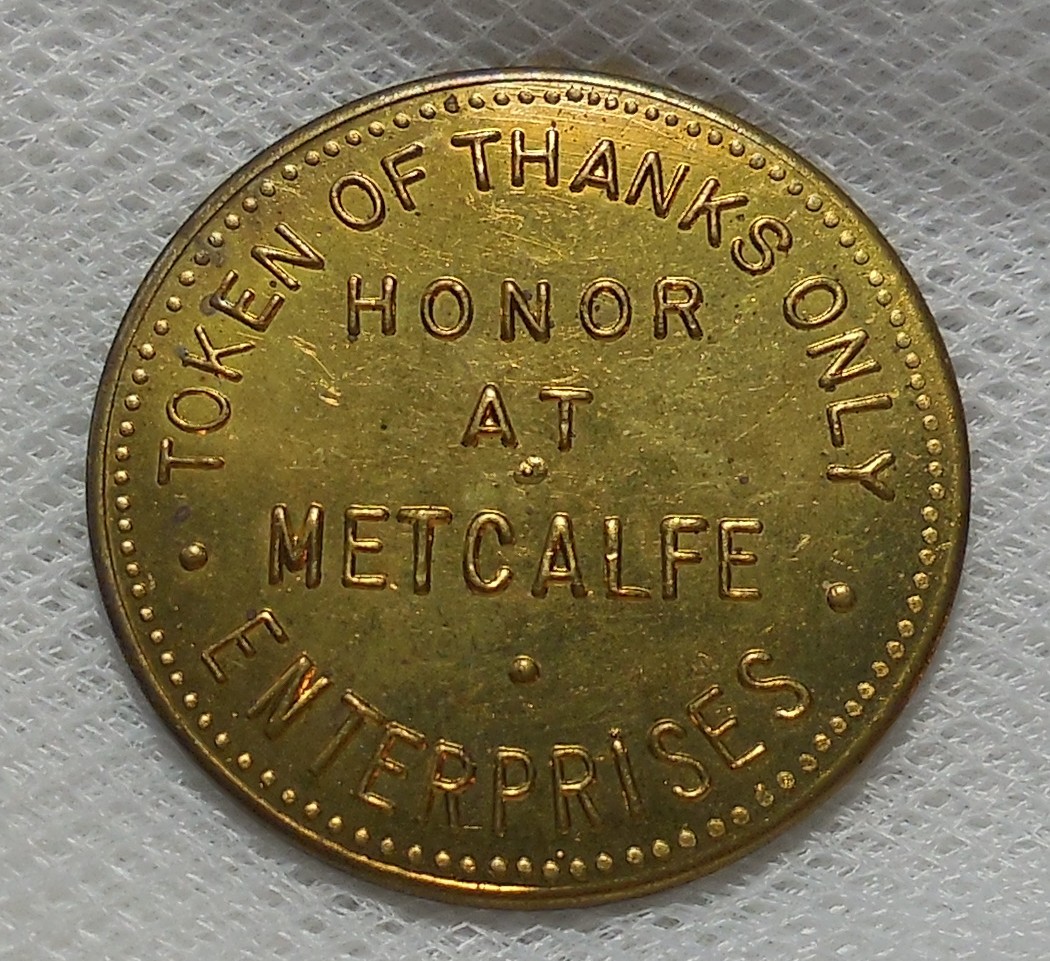 TOKEN OF THANKS ONLY
HONOR
AT
METCALFE
ENTERPRISES